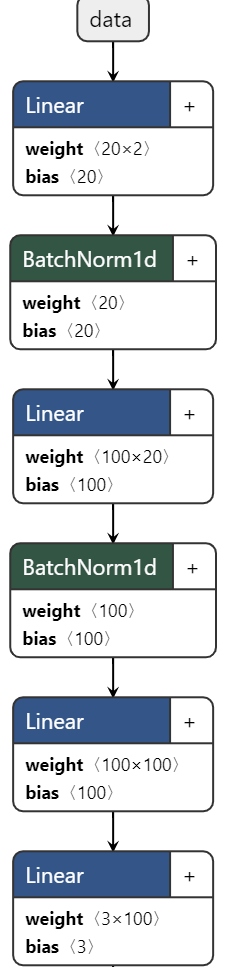 data
Linear +
weight 〈20×2〉
bias 〈20〉
BatchNorm1d +
weight 〈20〉
bias 〈20〉
Linear +
weight 〈100×20〉
bias 〈100〉
BatchNorm1d +
weight 〈100〉
bias 〈100〉
Linear +
weight 〈100×100〉
bias 〈100〉
Linear +
weight 〈3×100〉
bias 〈3〉